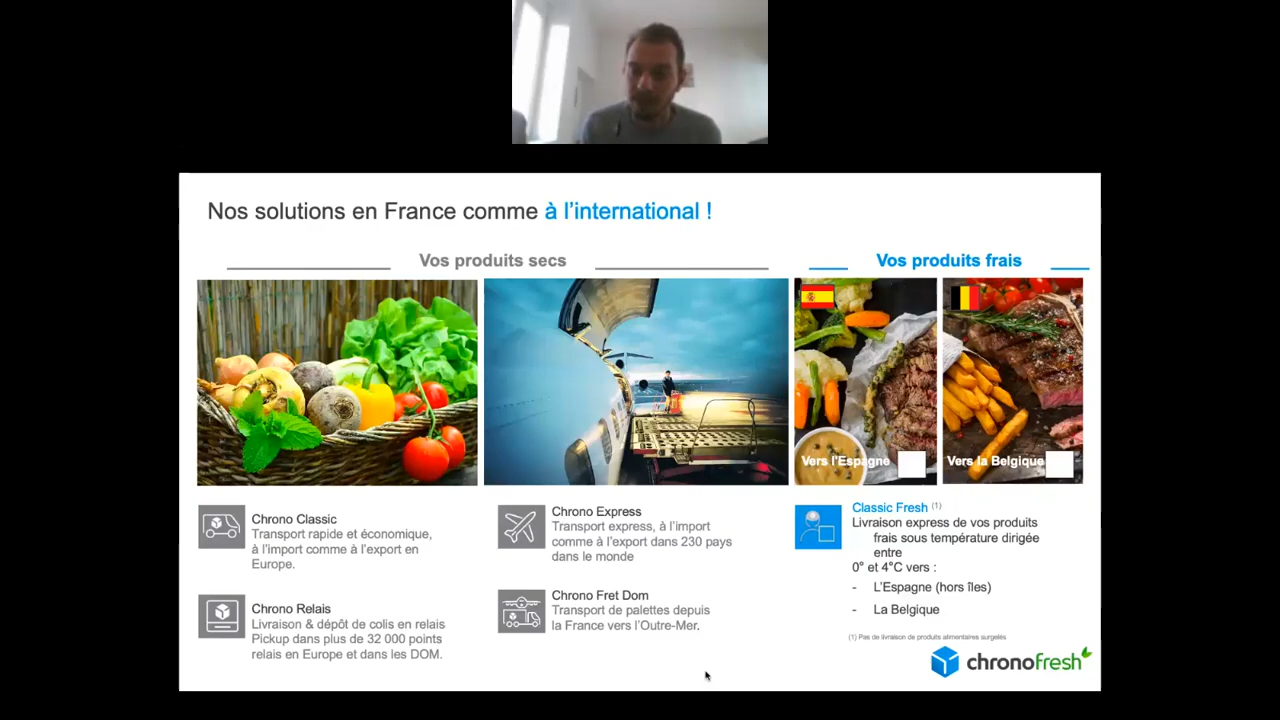 Nos solutions en France comme à l'international !
Vos produits secs
Vos produits frais
Vers l'Espagne
Vers la Belgique
Chrono Classic
Transport rapide et économique,
à l'import comme à l'export en
Europe.
Chrono Relais
Livraison & dépôt de colis en relais
Pickup dans plus de 32 000 points
relais en Europe et dans les DOM.
Chrono Express
Transport express, à l'import
comme à l'export dans 230 pays
dans le monde
Chrono Fret Dom
Transport de palettes depuis
la France vers l'Outre-Mer.
Classic Fresh (1)
Livraison express de vos produits
frais sous température dirigée
entre
0° et 4°C vers :
- L'Espagne (hors îles)
- La Belgique
(1) Pas de livraison de produits alimentaires surgelés
chronofresh